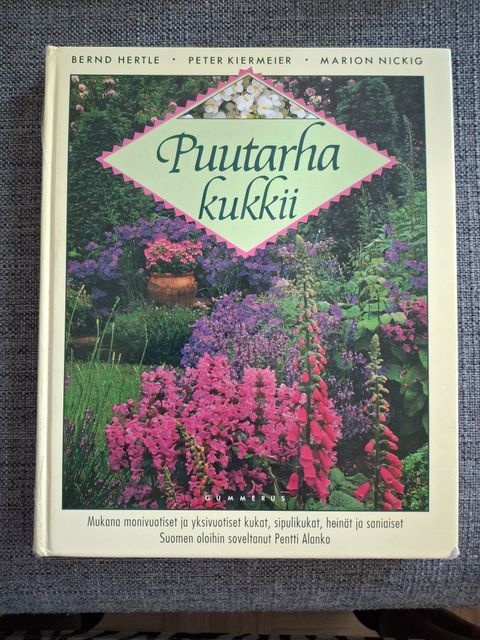 BERND HERTLE • PETER KIERMEIER • MARION NICKIG
Puutarha
kukkii
GUMMERUS
Mukana monivuotiset ja yksivuotiset kukat, sipulikukat, heinät ja saniaiset
Suomen oloihin soveltanut Pentti Alanko